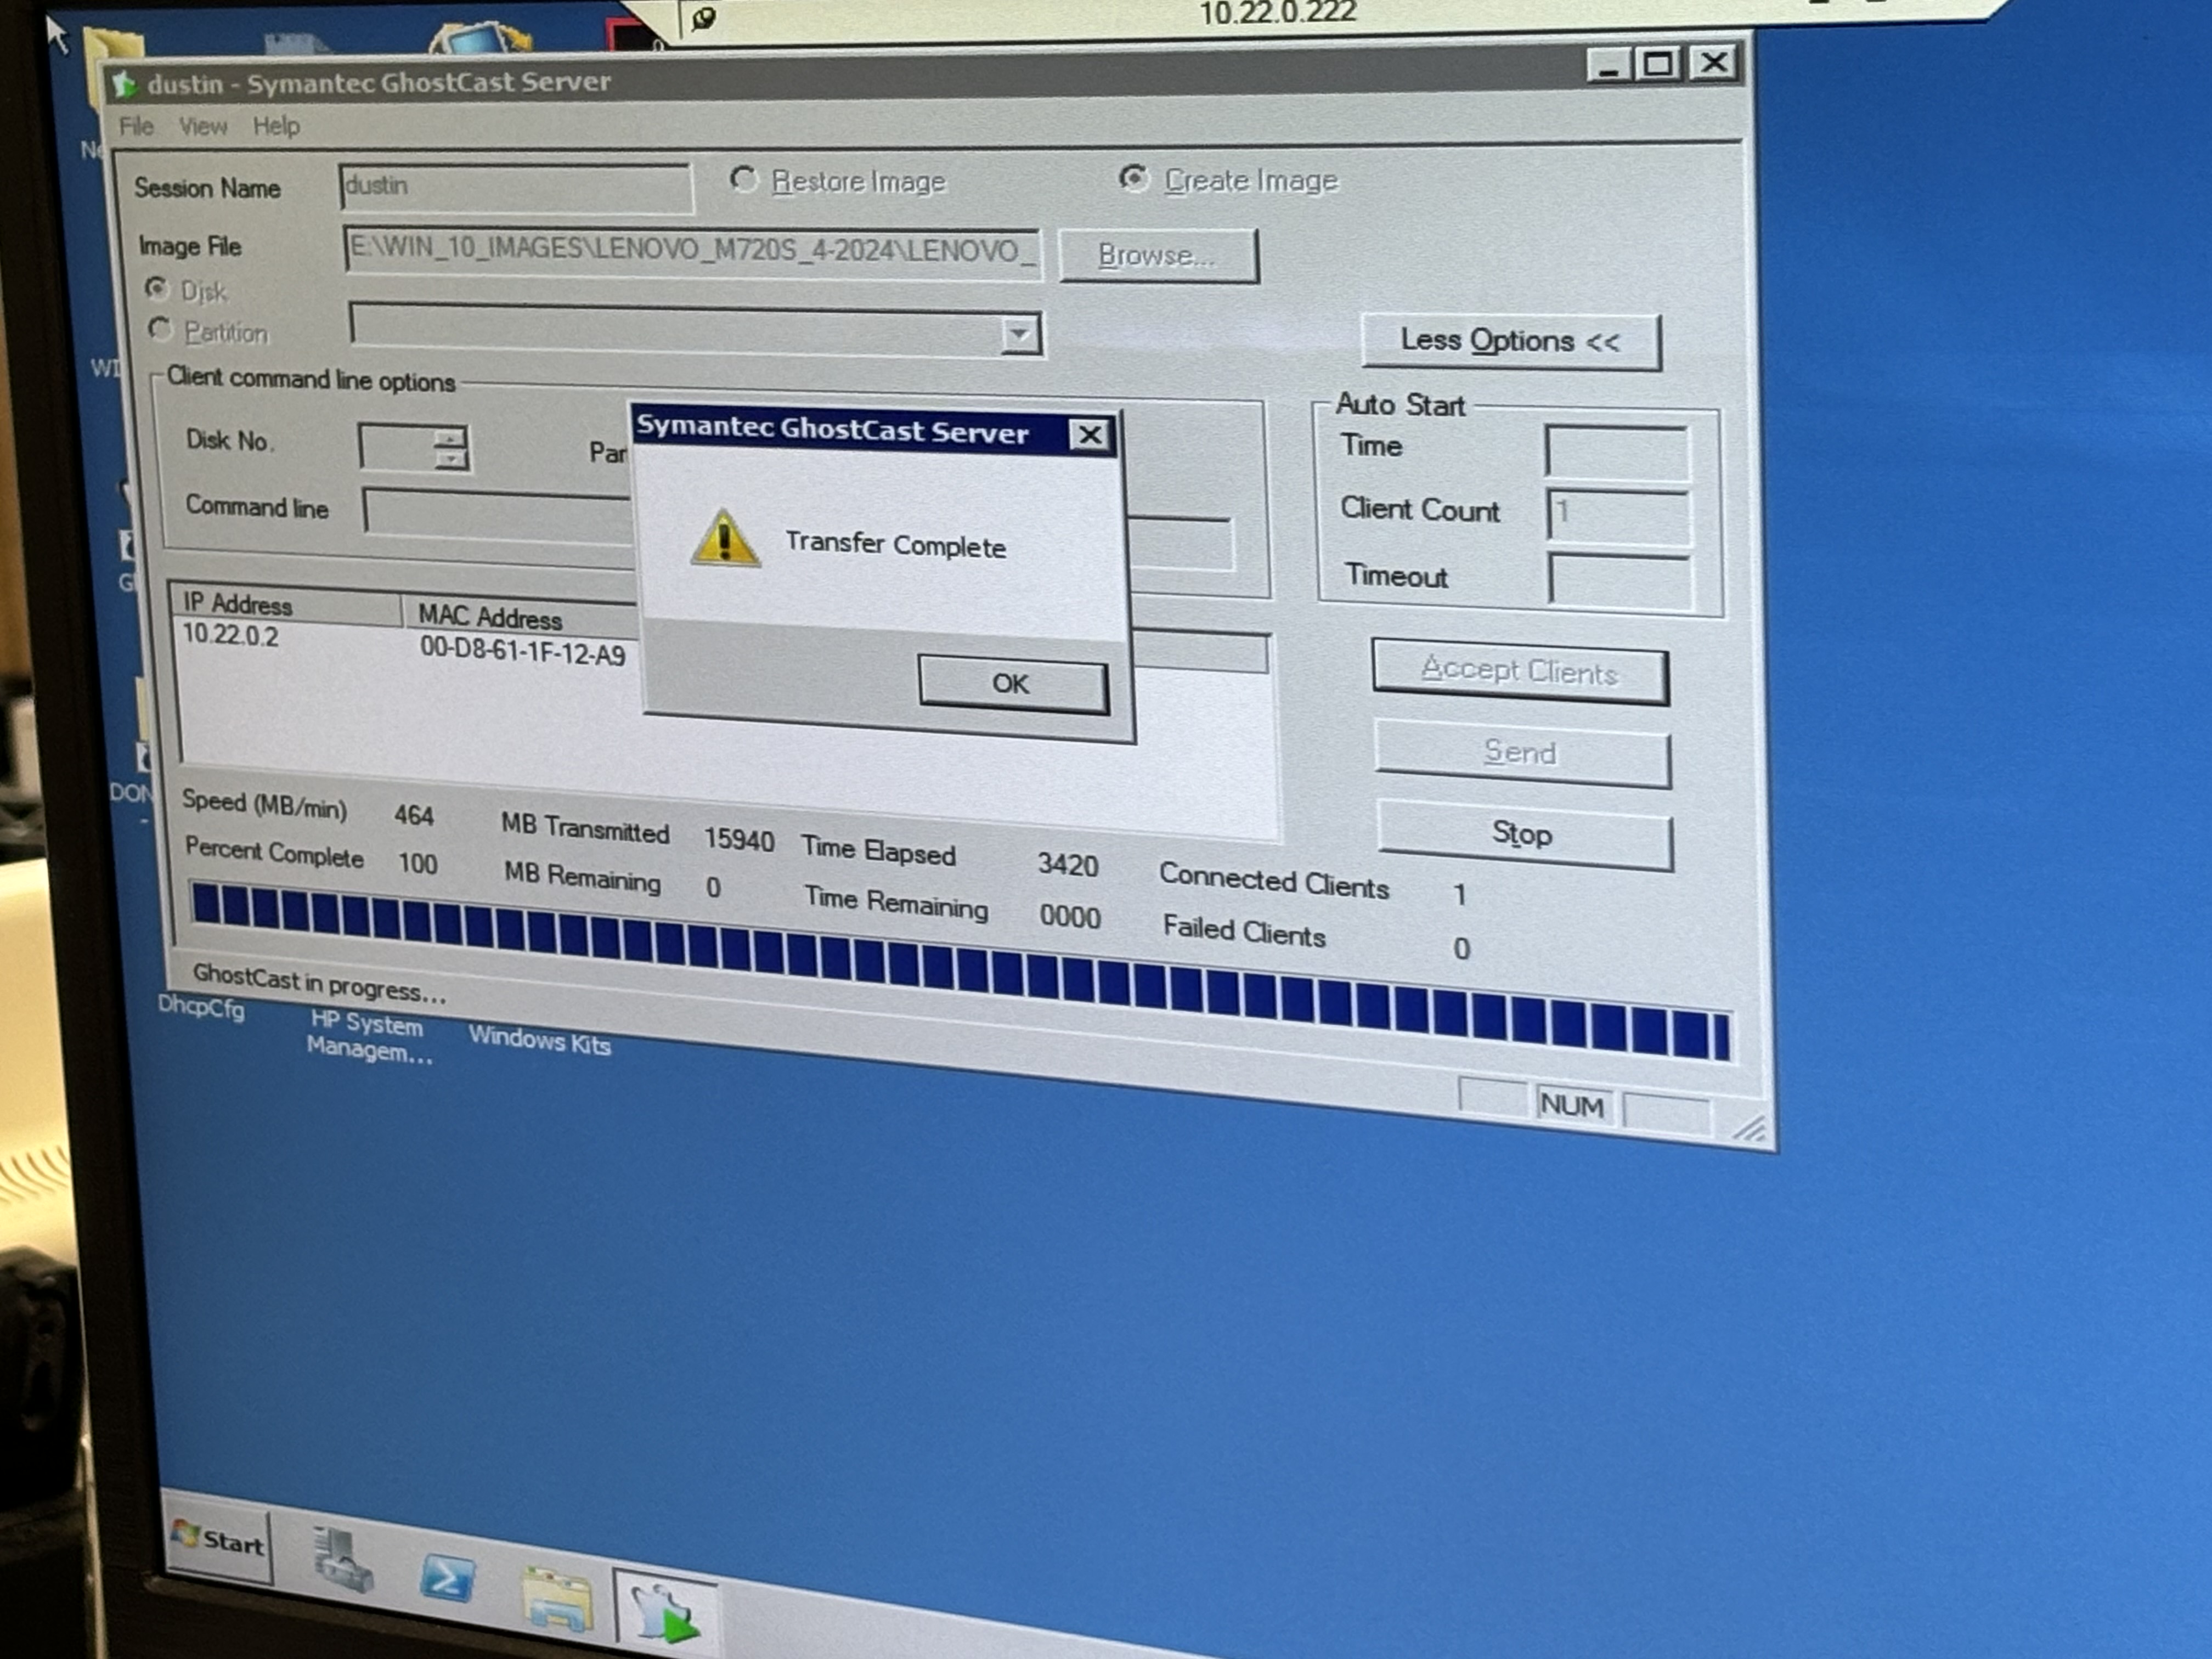 10.22.0.222
dustin - Symantec GhostCast Server
File View Help
Session Name dustin Restore Image Create Image
Image File E:\WIN_10_IMAGES\LENOVO_M720S_4-2024\LENOVO_ Browse...
Disk
Partition
Less Options <<
Client command line options
Auto Start
Disk No.
Time
Command line
Client Count 1
Timeout
Symantec GhostCast Server
Transfer Complete
OK
IP Address MAC Address
10.22.0.2 00-D8-61-1F-12-A9
Accept Clients
Send
Stop
Speed (MB/min) 464 MB Transmitted 15940 Time Elapsed 3420 Connected Clients 1
Percent Complete 100 MB Remaining 0 Time Remaining 0000 Failed Clients 0
GhostCast in progress...
NUM
DhcpCfg
HP System
Managem...
Windows Kits
Start